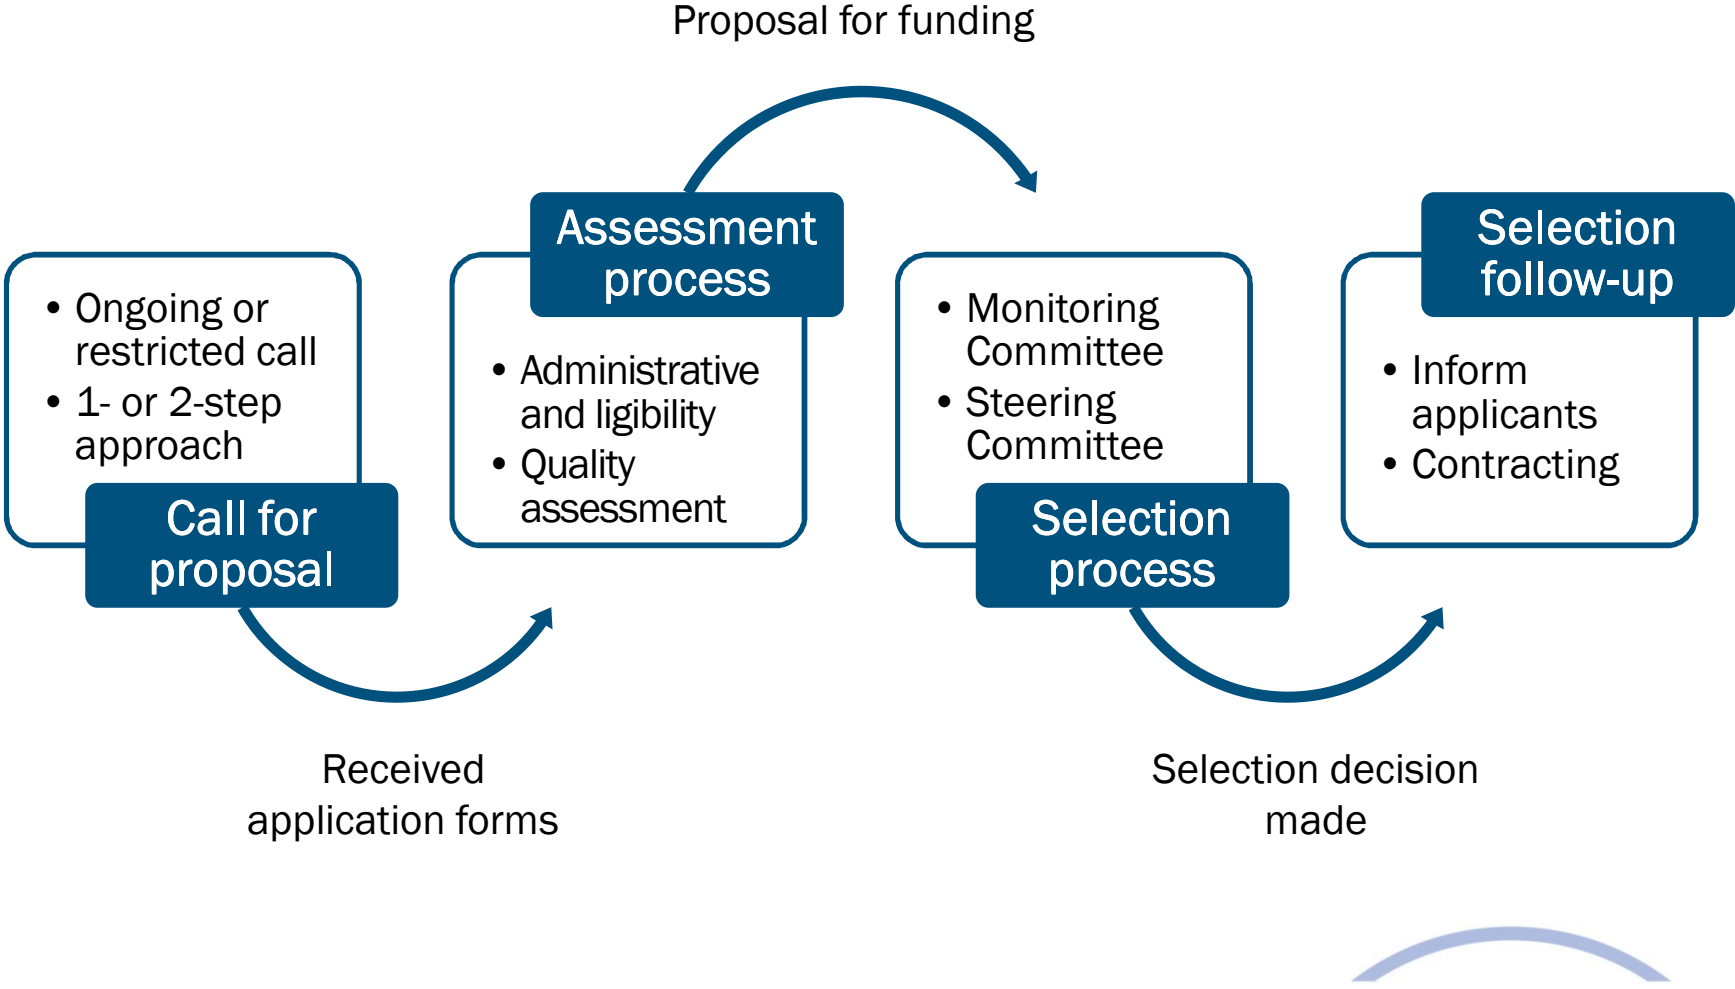 Proposal for funding
• Ongoing or
restricted call
• 1- or 2-step
approach
Call for
proposal
Received
application forms
Assessment
process
• Administrative
and ligibility
• Quality
assessment
• Monitoring
Committee
• Steering
Committee
Selection
process
Selection decision
made
Selection
follow-up
• Inform
applicants
• Contracting